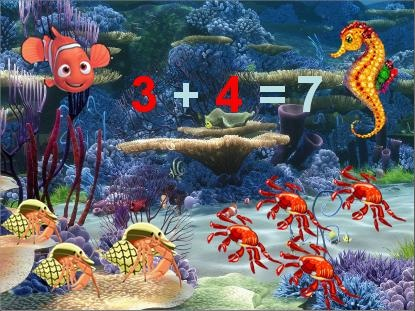 3 + 4 = 7